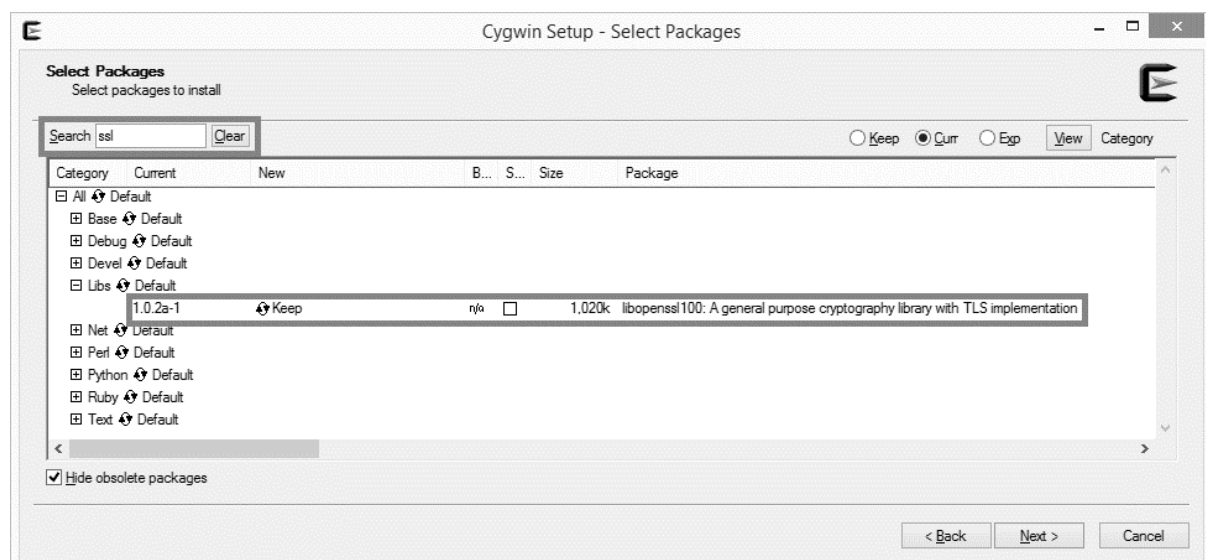 Cygwin Setup - Select Packages
Select Packages
Select packages to install
Search ssl Clear Keep Curr Exp View Category
Category Current New B... S... Size Package
All Default
Base Default
Debug Default
Devel Default
Libs Default
1.0.2a-1 Keep n/a 1,020k libopenssl100: A general purpose cryptography library with TLS implementation
Net Default
Perl Default
Python Default
Ruby Default
Text Default
Hide obsolete packages
< Back Next > Cancel